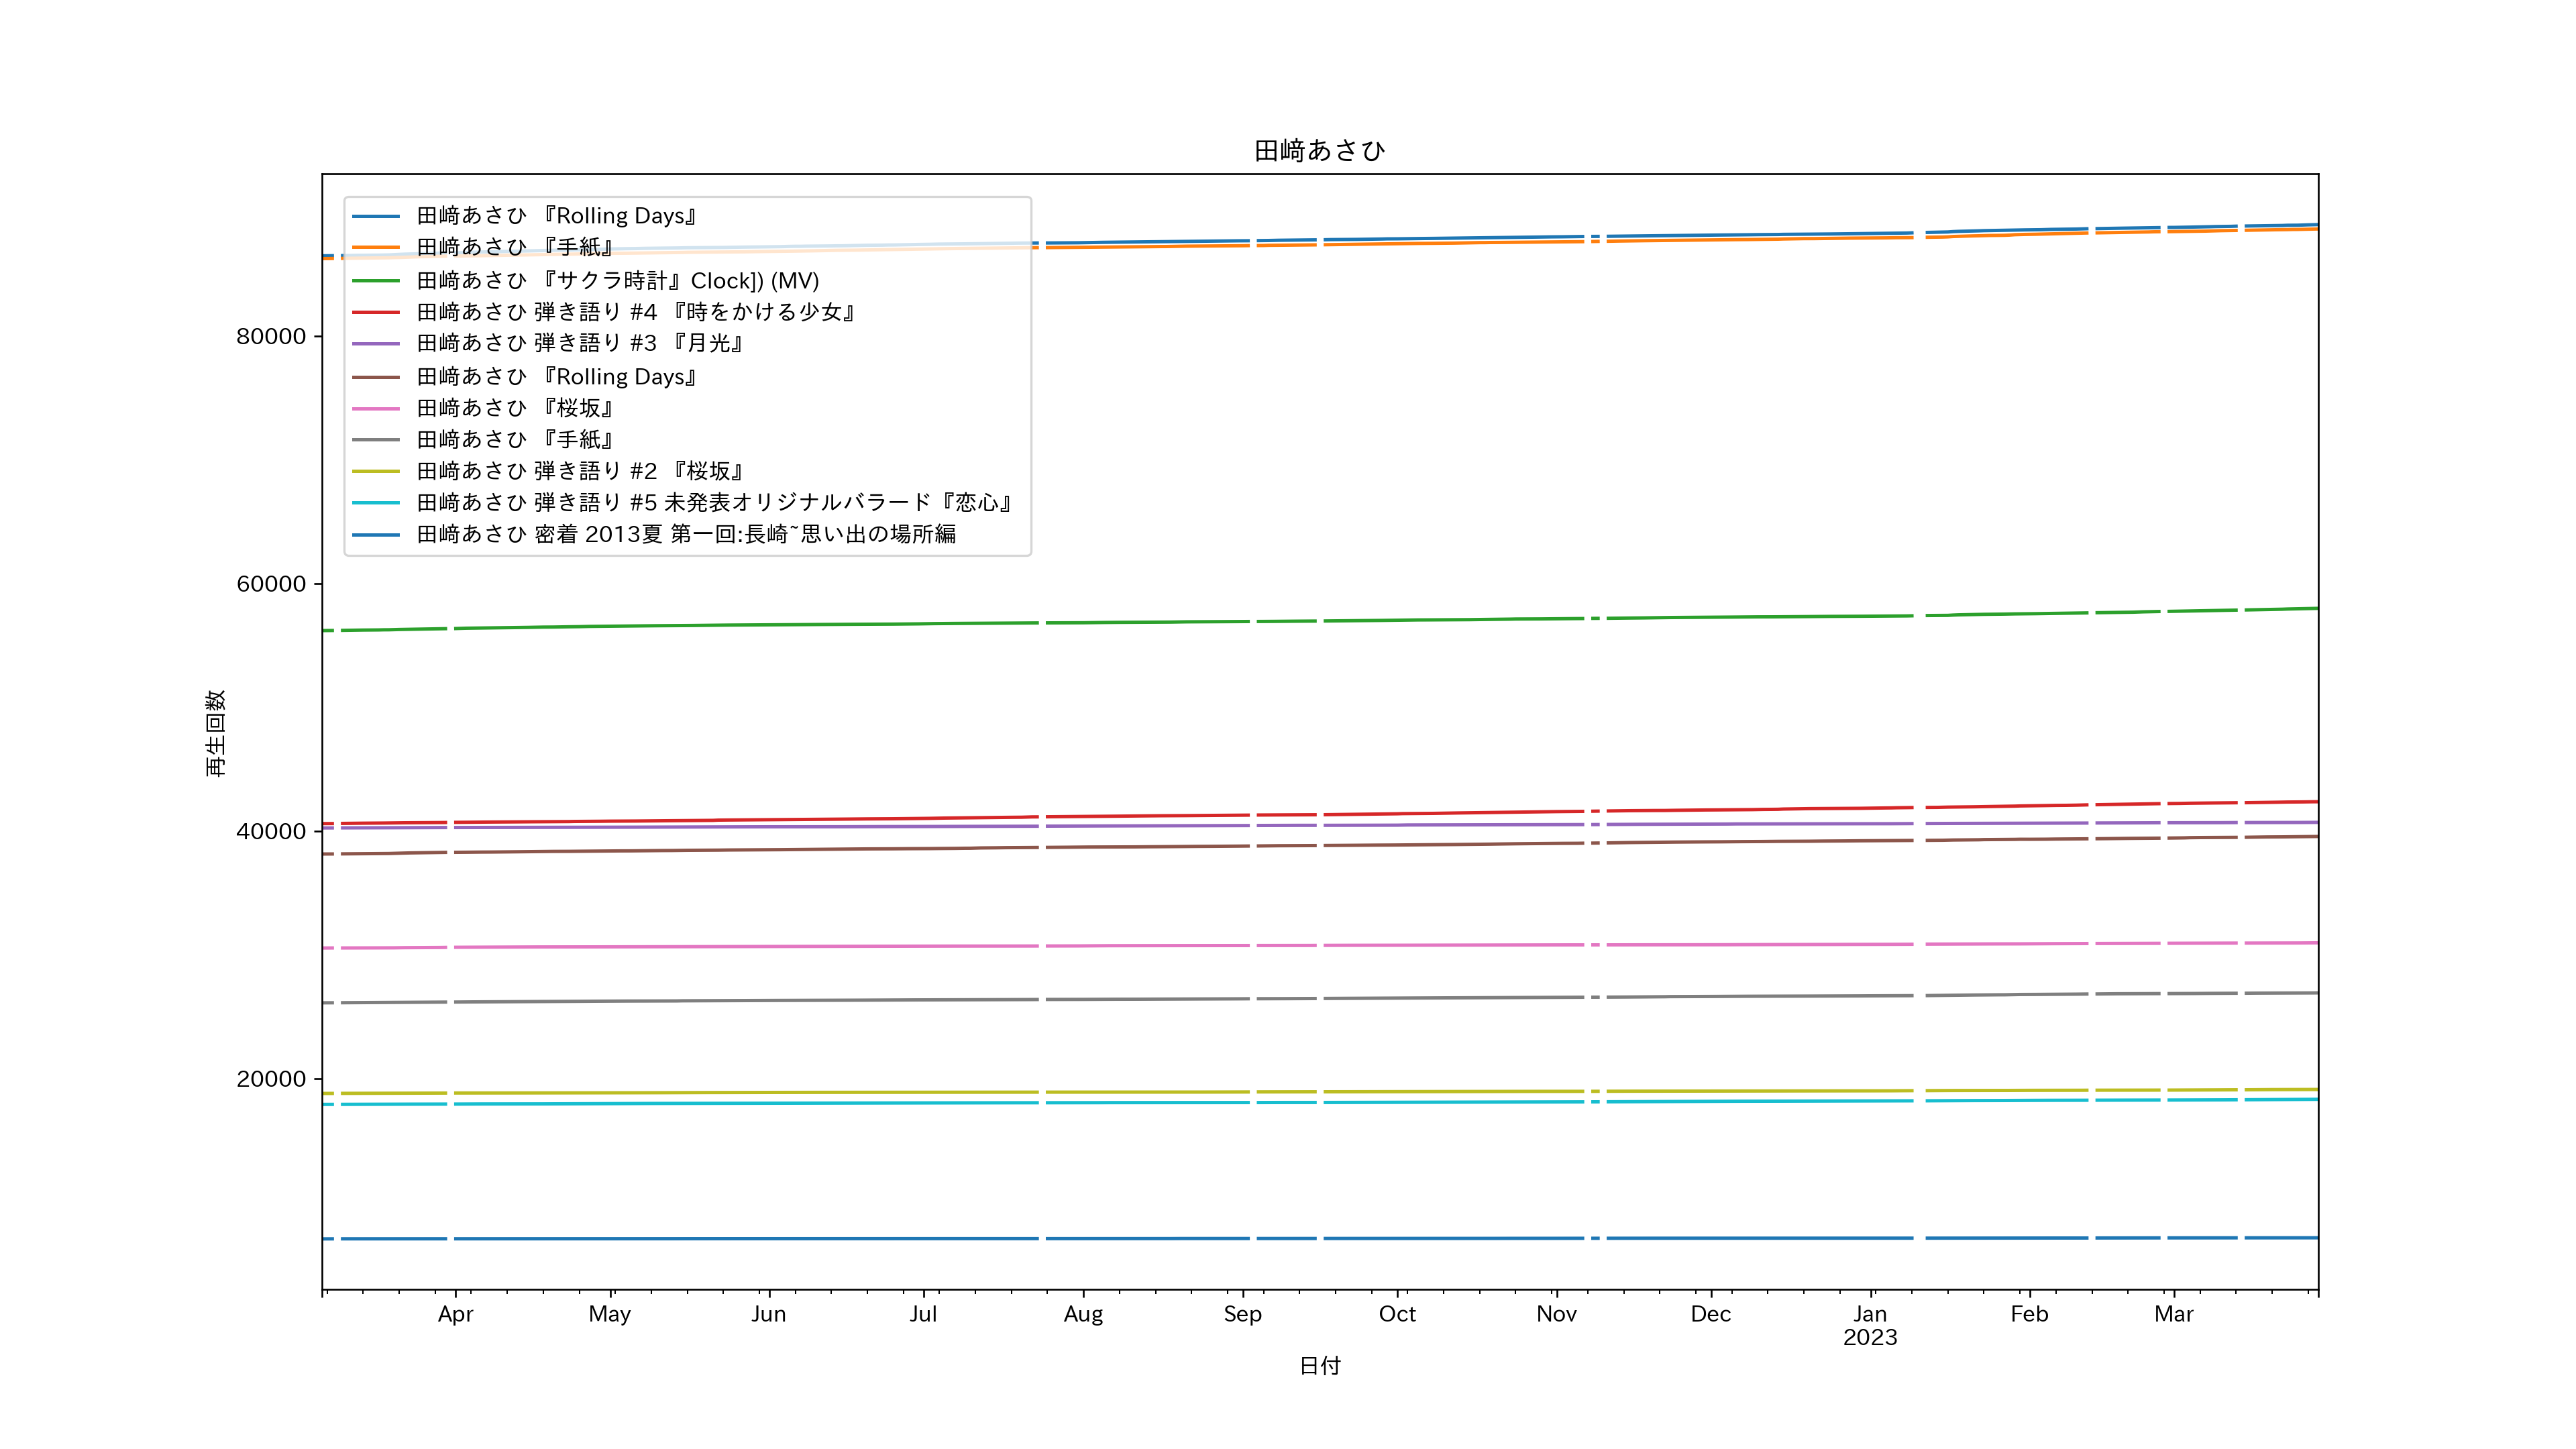 田﨑あさひ
田﨑あさひ 『Rolling Days』
田﨑あさひ 『手紙』
田﨑あさひ 『サクラ時計』Clock]) (MV)
田﨑あさひ 弾き語り #4 『時をかける少女』
田﨑あさひ 弾き語り #3 『月光』
田﨑あさひ 『Rolling Days』
田﨑あさひ 『桜坂』
田﨑あさひ 『手紙』
田﨑あさひ 弾き語り #2 『桜坂』
田﨑あさひ 弾き語り #5 未発表オリジナルバラード『恋心』
田﨑あさひ 密着 2013夏 第一回:長崎~思い出の場所編
80000
60000
40000
20000
再生回数
Apr May Jun Jul Aug Sep Oct Nov Dec Jan Feb Mar
2023
日付